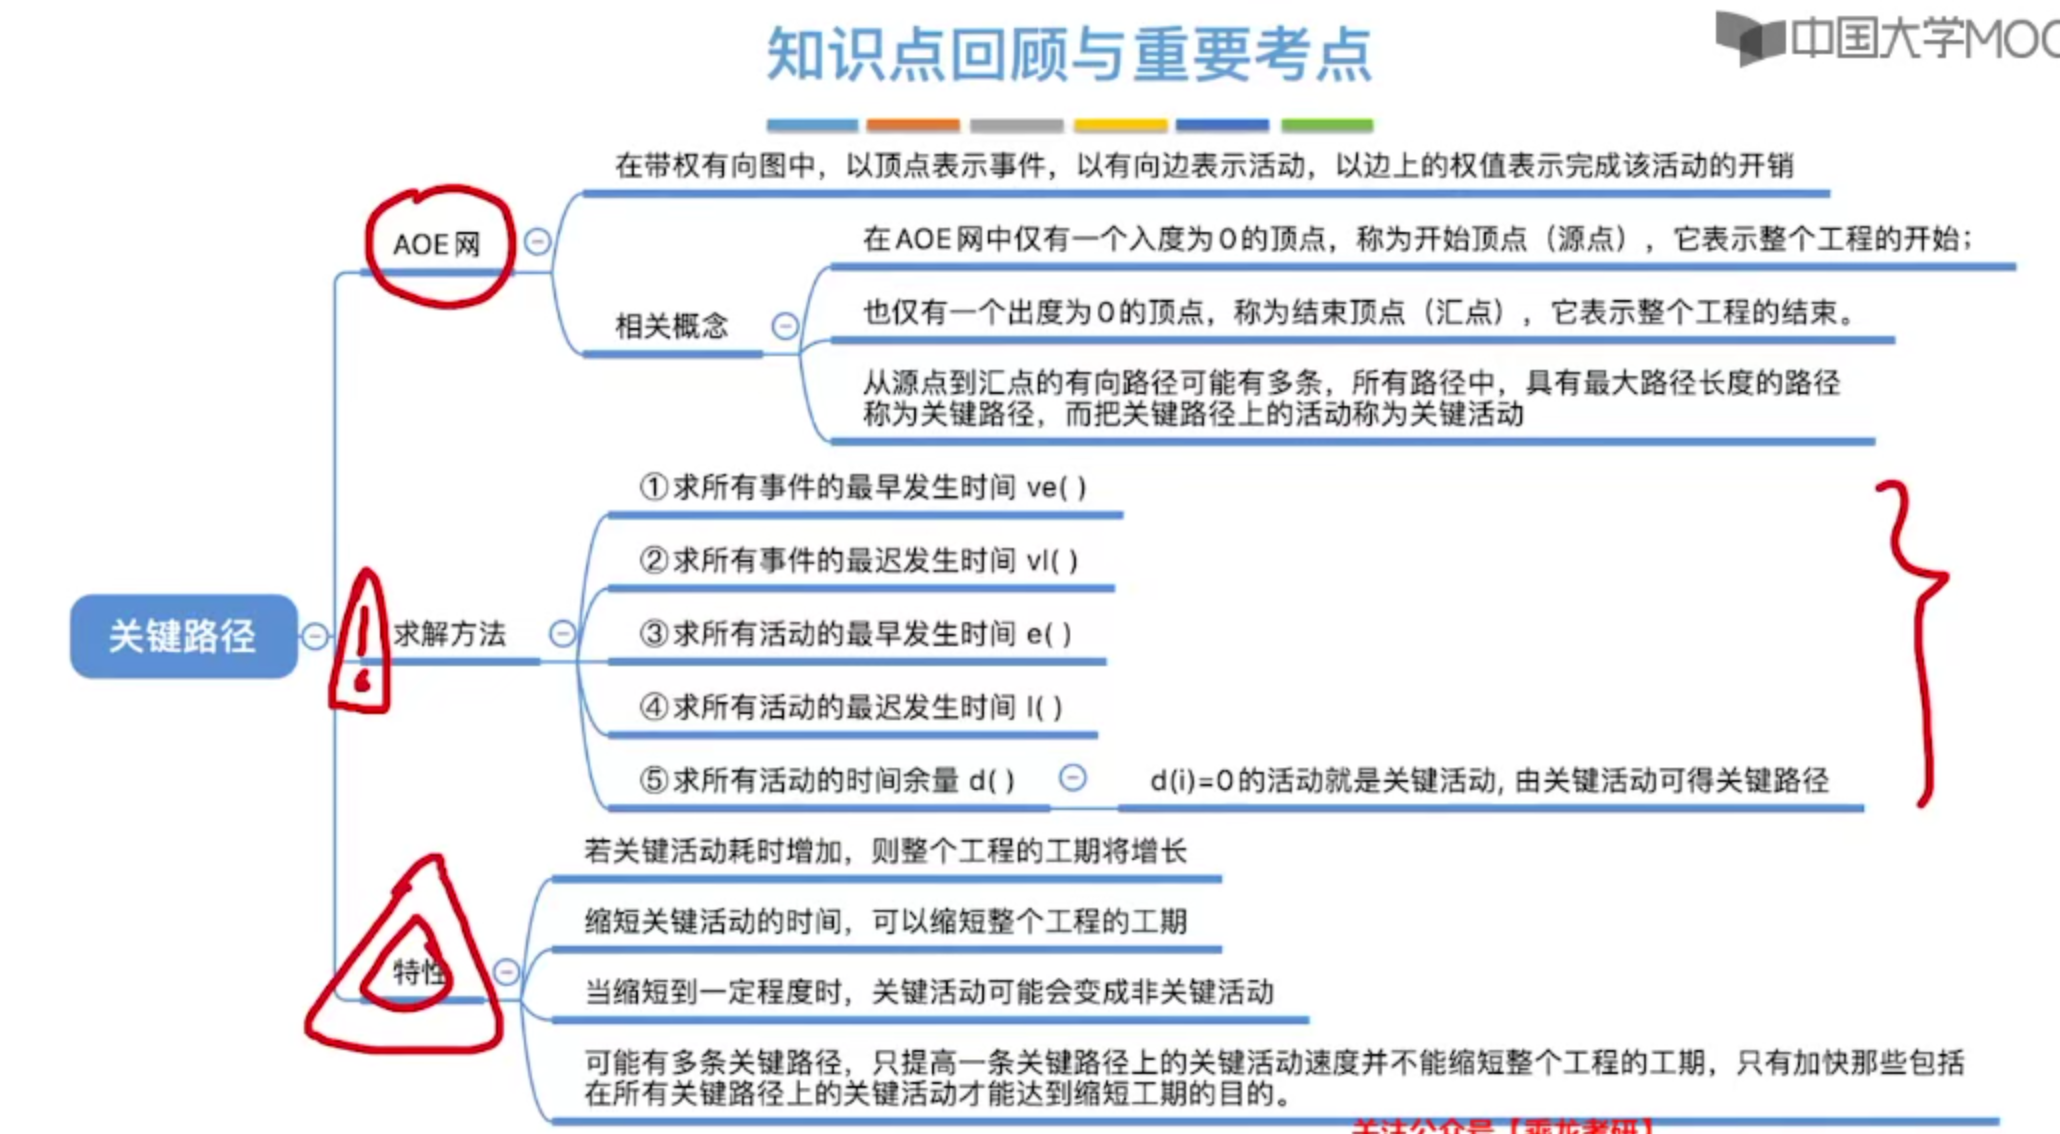 知识点回顾与重要考点
中国大学MOO
在带权有向图中，以顶点表示事件，以有向边表示活动，以边上的权值表示完成该活动的开销
AOE网
在AOE网中仅有一个入度为0的顶点，称为开始顶点（源点），它表示整个工程的开始；
相关概念
也仅有一个出度为0的顶点，称为结束顶点（汇点），它表示整个工程的结束。
从源点到汇点的有向路径可能有多条，所有路径中，具有最大路径长度的路径
称为关键路径，而把关键路径上的活动称为关键活动
关键路径
求解方法
①求所有事件的最早发生时间 ve( )
②求所有事件的最迟发生时间 vl( )
③求所有活动的最早发生时间 e( )
④求所有活动的最迟发生时间 l( )
⑤求所有活动的时间余量 d( )
d(i)=0的活动就是关键活动, 由关键活动可得关键路径
特性
若关键活动耗时增加，则整个工程的工期将增长
缩短关键活动的时间，可以缩短整个工程的工期
当缩短到一定程度时，关键活动可能会变成非关键活动
可能有多条关键路径，只提高一条关键路径上的关键活动速度并不能缩短整个工程的工期，只有加快那些包括
在所有关键路径上的关键活动才能达到缩短工期的目的。